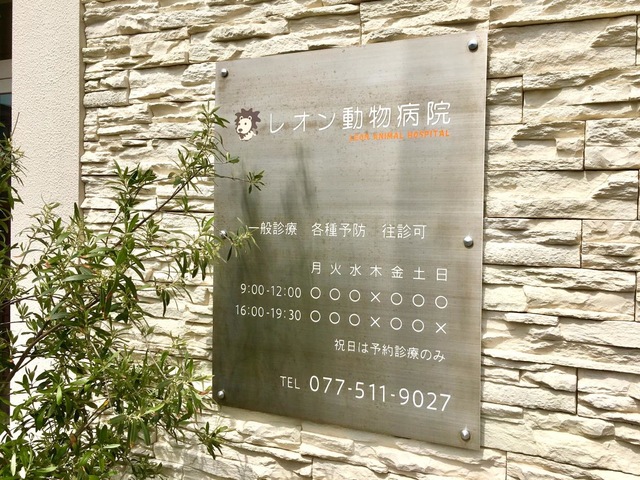 レオン動物病院
LEON ANIMAL HOSPITAL
一般診療 各種予防 往診可
月 火 水 木 金 土 日
9:00-12:00 ○ ○ ○ × ○ ○ ○
16:00-19:30 ○ ○ ○ × ○ ○ ×
祝日は予約診療のみ
TEL 077-511-9027